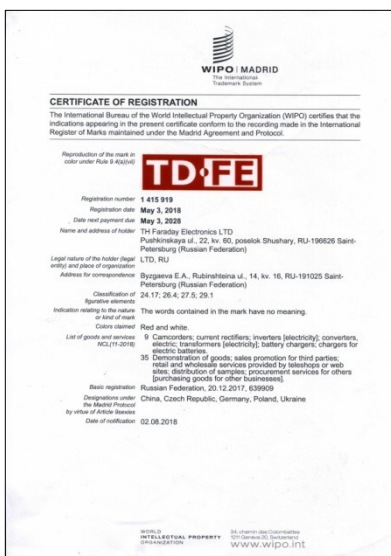 WIPO | MADRID
The International
Trademark System
CERTIFICATE OF REGISTRATION
The International Bureau of the World Intellectual Property Organization (WIPO) certifies that the
indications appearing in the present certificate conform to the recording made in the International
Register of Marks maintained under the Madrid Agreement and Protocol.
Reproduction of the mark in
color under Rule 9.4(a)(vii)
TD·FE
Registration number 1 415 919
Registration date May 3, 2018
Date next payment due May 3, 2028
Name and address of holder TH Faraday Electronics LTD
Pushkinskaya ul., 22, kv. 60, poselok Shushary, RU-196626 Saint-
Petersburg (Russian Federation)
Legal nature of the holder (legal
entity) and place of organization LTD, RU
Address for correspondence Byzgaeva E.A., Rubinshteina ul., 14, kv. 16, RU-191025 Saint-
Petersburg (Russian Federation)
Classification of
figurative elements 24.17; 26.4; 27.5; 29.1
Indication relating to the nature
or kind of mark The words contained in the mark have no meaning.
Colors claimed Red and white.
List of goods and services
NCL(11-2018)
9 Camcorders; current rectifiers; inverters [electricity]; converters,
electric; transformers [electricity]; battery chargers; chargers for
electric batteries.
35 Demonstration of goods; sales promotion for third parties;
retail and wholesale services provided by teleshops or web
sites; distribution of samples; procurement services for others
[purchasing goods for other businesses].
Basic registration Russian Federation, 20.12.2017, 639909
Designations under
the Madrid Protocol
by virtue of Article 9sexies China, Czech Republic, Germany, Poland, Ukraine
Date of notification 02.08.2018
WORLD
INTELLECTUAL PROPERTY
ORGANIZATION
34, chemin des Colombettes
1211 Geneva 20, Switzerland
www.wipo.int